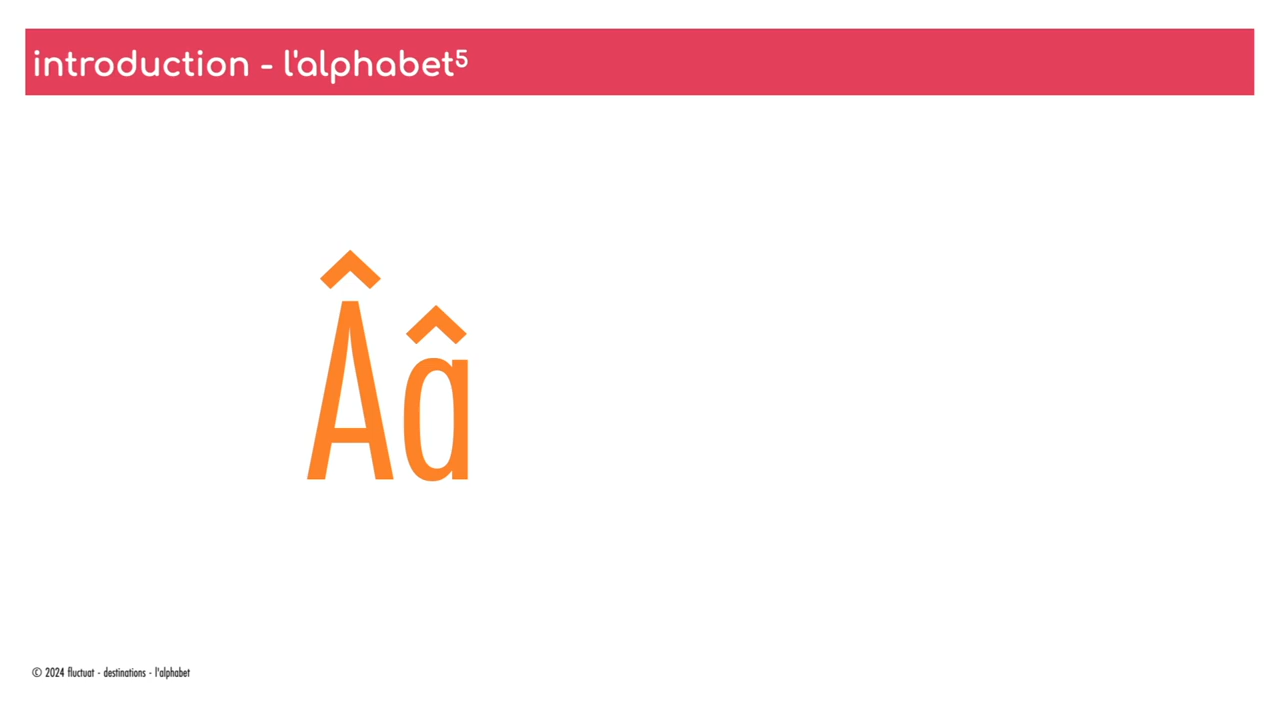 introduction - l'alphabet⁵
Ââ
© 2024 fluctuat - destinations - l'alphabet